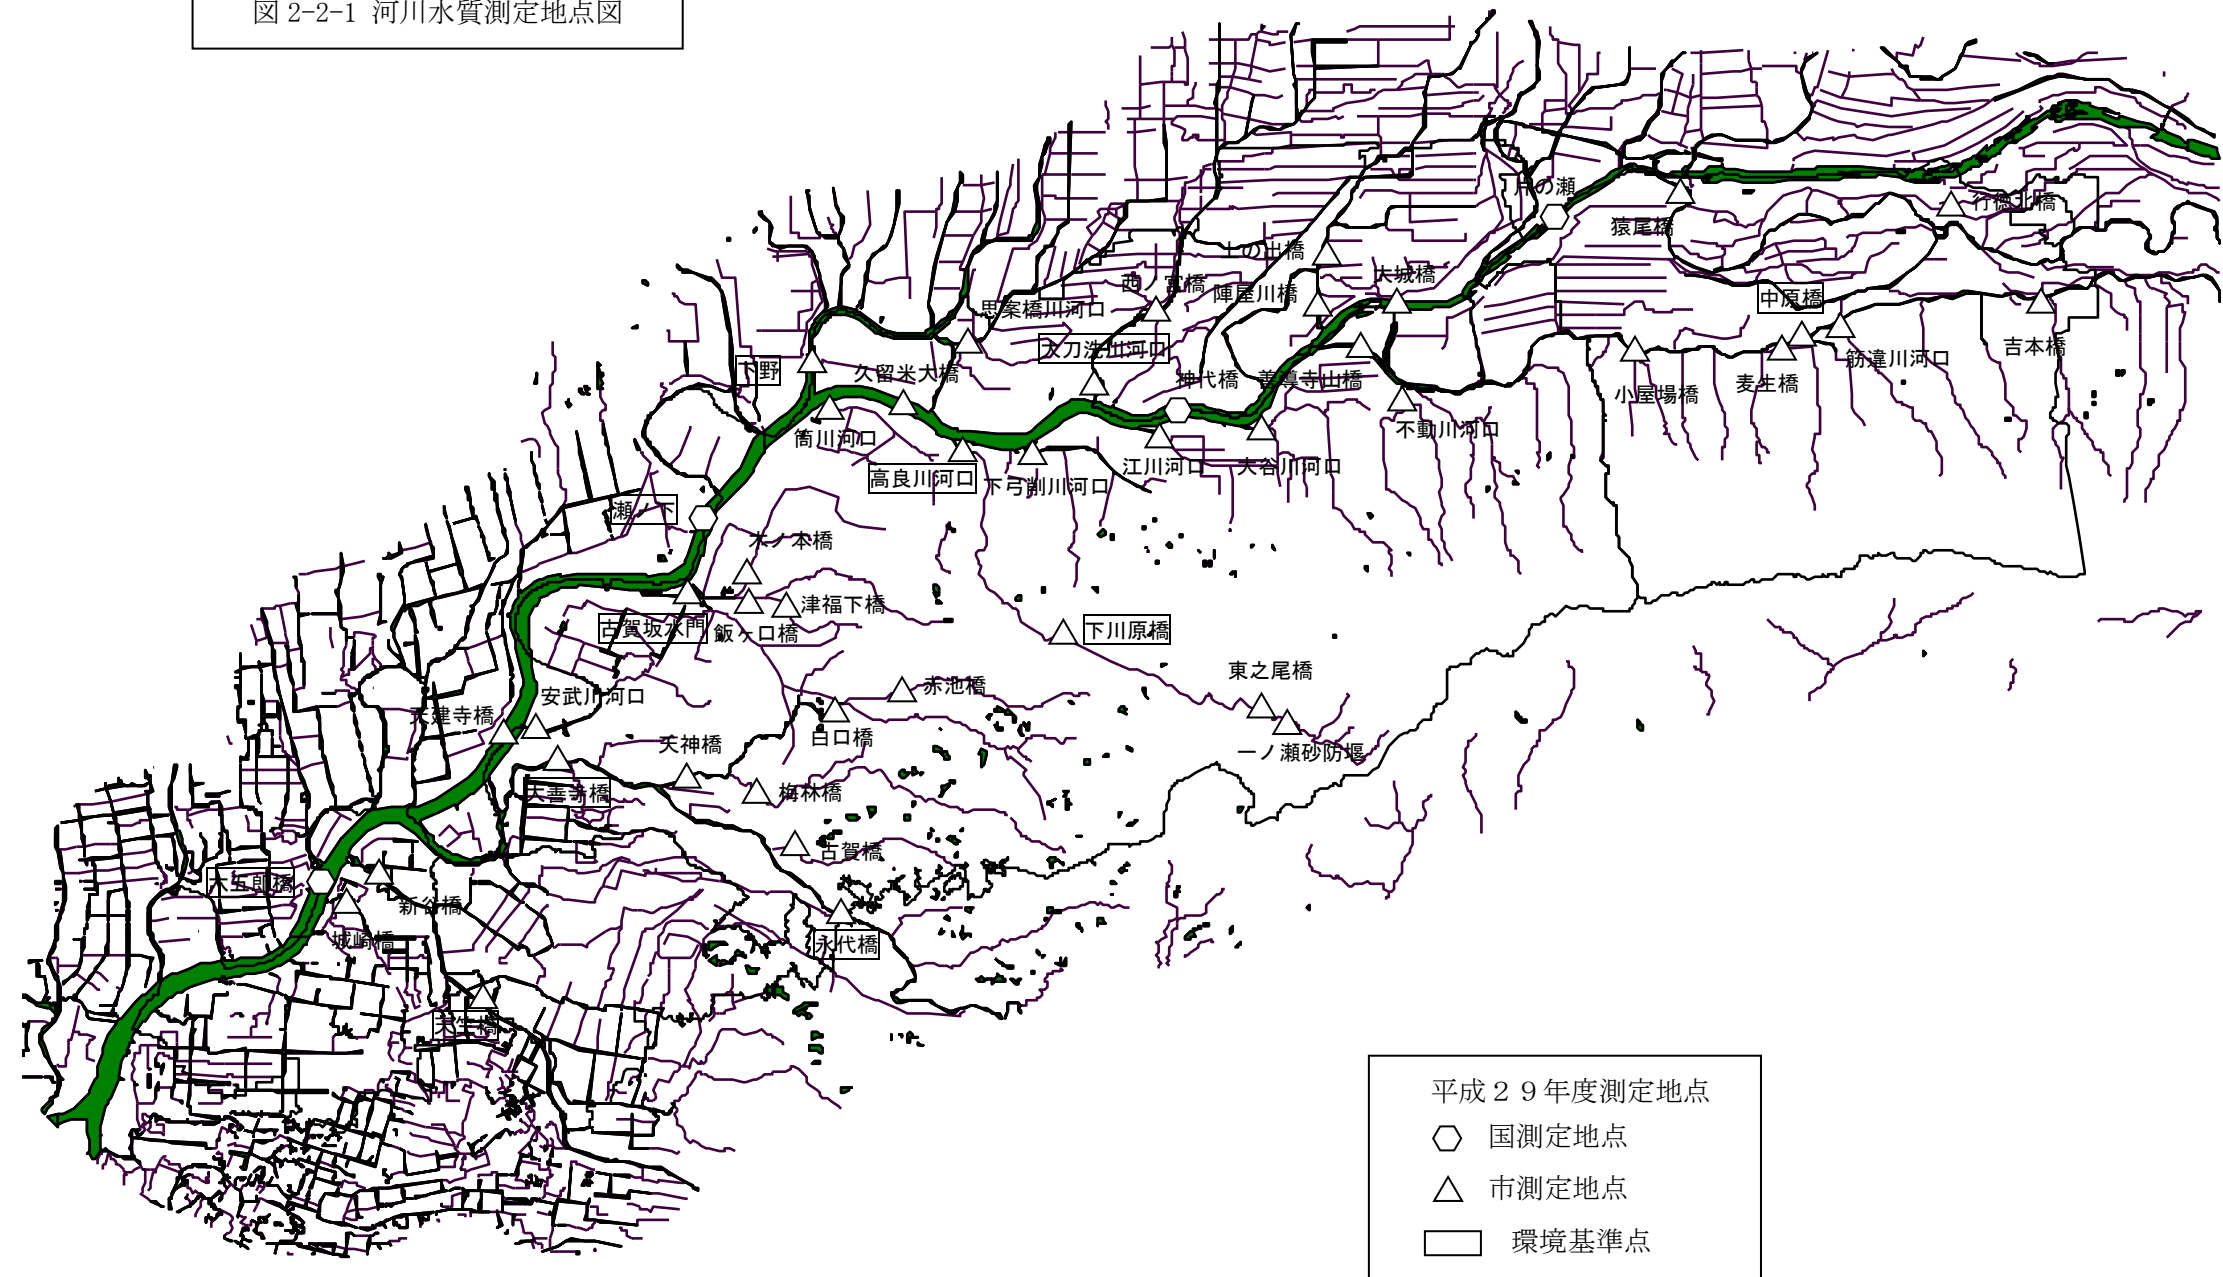 図 2-2-1 河川水質測定地点図
片の瀬
行徳北橋
猿尾橋
土の出橋
大城橋
西ノ宮橋
陣屋川橋
中原橋
思案橋川河口
太刀洗川河口
吉本橋
筋違川河口
下野
久留米大橋
神代橋
善導寺山橋
麦生橋
小屋場橋
筒川河口
不動川河口
高良川河口
下弓削川河口
江川河口
大谷川河口
瀬ノ下
木ノ本橋
津福下橋
古賀坂水門
飯ヶ口橋
下川原橋
東之尾橋
安武川河口
赤池橋
天建寺橋
白口橋
天神橋
一ノ瀬砂防堰
大善寺橋
梅林橋
古賀橋
六五郎橋
新谷橋
城崎橋
永代橋
天竺橋
平成２９年度測定地点
国測定地点
市測定地点
環境基準点